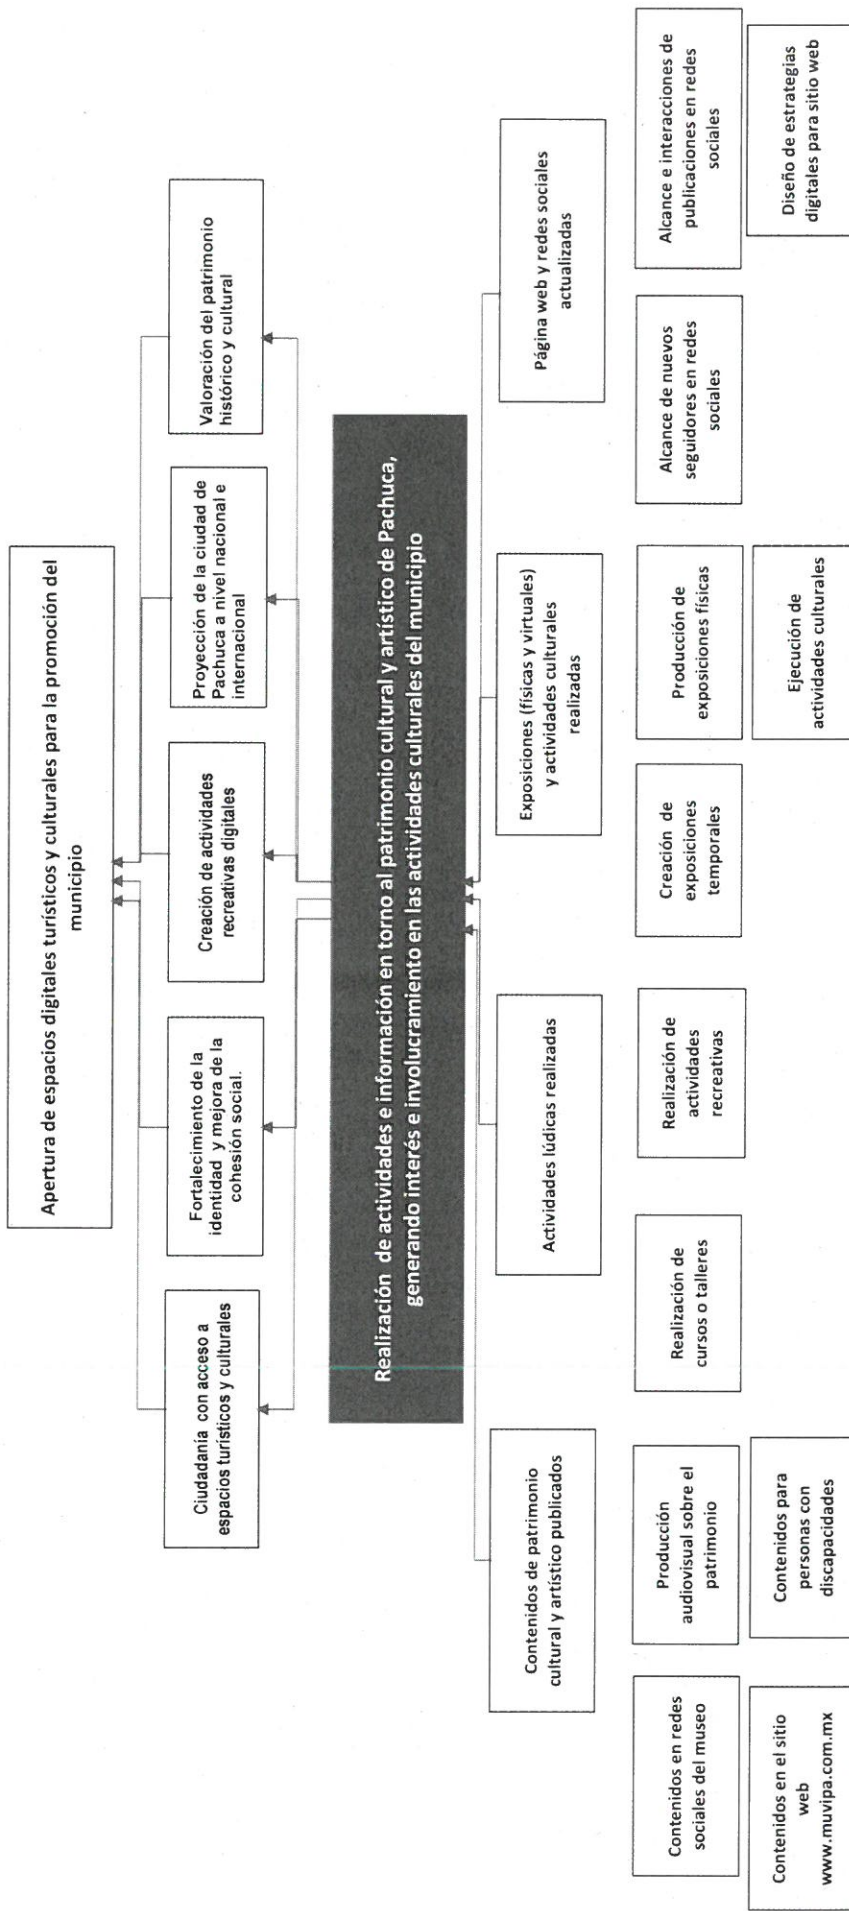 Apertura de espacios digitales turísticos y culturales para la promoción del
municipio
Ciudadanía con acceso a
espacios turísticos y culturales
Fortalecimiento de la
identidad y mejora de la
cohesión social.
Creación de actividades
recreativas digitales
Proyección de la ciudad de
Pachuca a nivel nacional e
internacional
Valoración del patrimonio
histórico y cultural
Realización de actividades e información en torno al patrimonio cultural y artístico de Pachuca,
generando interés e involucramiento en las actividades culturales del municipio
Contenidos de patrimonio
cultural y artístico publicados
Actividades lúdicas realizadas
Exposiciones (físicas y virtuales)
y actividades culturales
realizadas
Página web y redes sociales
actualizadas
Contenidos en redes
sociales del museo
Producción
audiovisual sobre el
patrimonio
Realización de
cursos o talleres
Realización de
actividades
recreativas
Creación de
exposiciones
temporales
Producción de
exposiciones físicas
Alcance de nuevos
seguidores en redes
sociales
Alcance e interacciones de
publicaciones en redes
sociales
Contenidos en el sitio
web
www.muvipa.com.mx
Contenidos para
personas con
discapacidades
Ejecución de
actividades culturales
Diseño de estrategias
digitales para sitio web